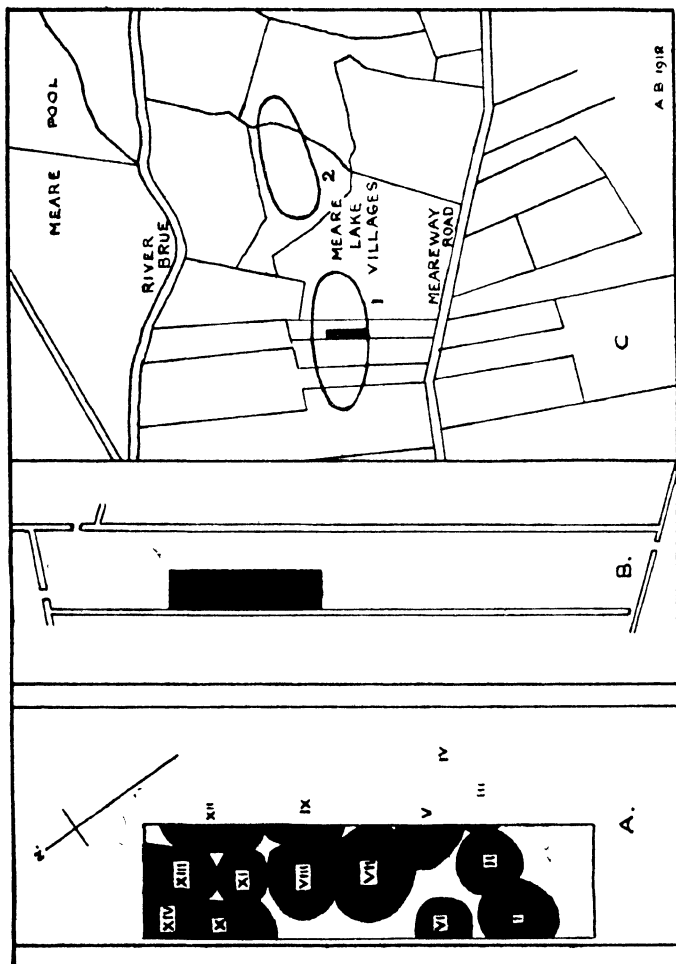 MEARE POOL
RIVER
BRUE
2
MEARE
LAKE
VILLAGES
1
MEAREWAY
ROAD
C
A B
B.
XIV
XIII
XII
X
XI
IX
VIII
VII
VI
V
IV
III
II
I
A.